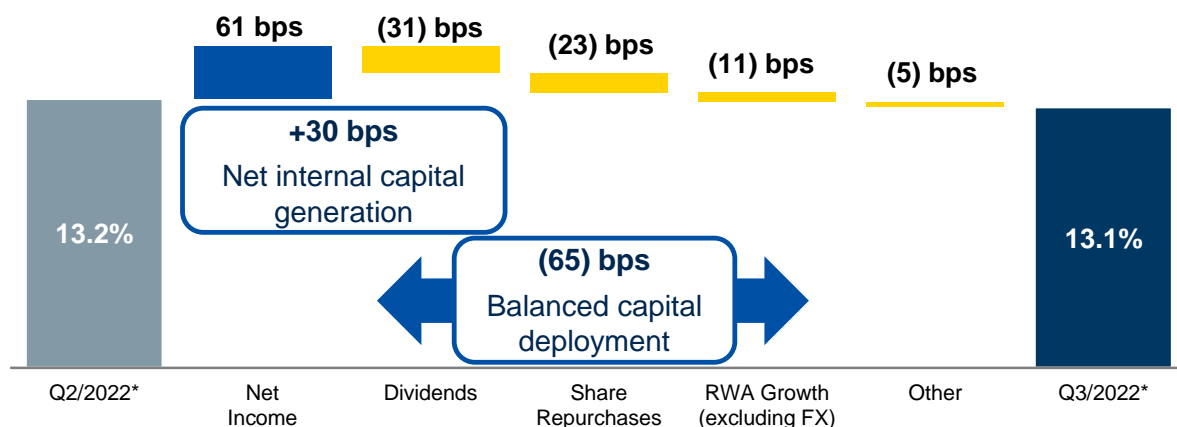 61 bps
(31) bps
(23) bps
(11) bps
(5) bps
+30 bps
Net internal capital
generation
13.2%
(65) bps
Balanced capital
deployment
13.1%
Q2/2022*
Net
Income
Dividends
Share
Repurchases
RWA Growth
(excluding FX)
Other
Q3/2022*